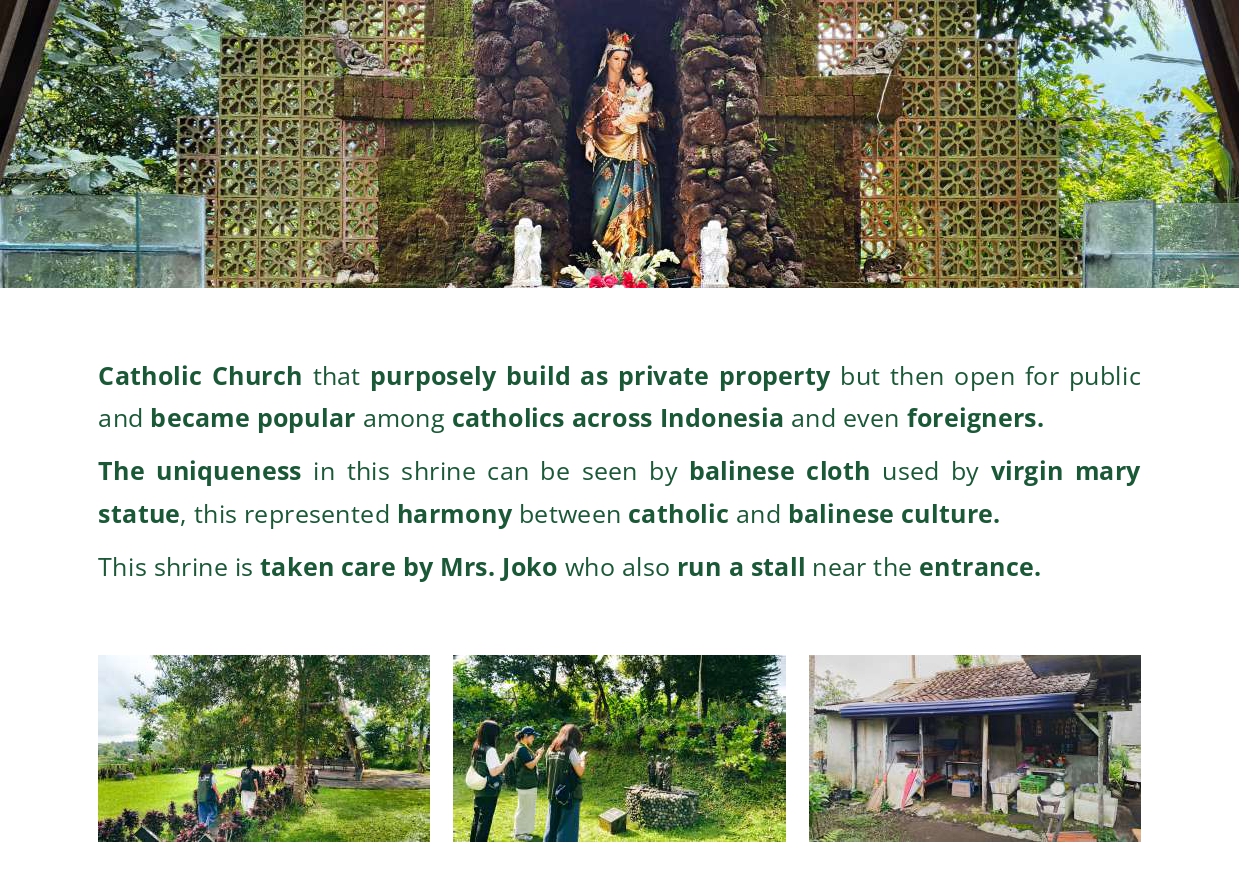 Catholic Church that purposely build as private property but then open for public
and became popular among catholics across Indonesia and even foreigners.
The uniqueness in this shrine can be seen by balinese cloth used by virgin mary
statue, this represented harmony between catholic and balinese culture.
This shrine is taken care by Mrs. Joko who also run a stall near the entrance.